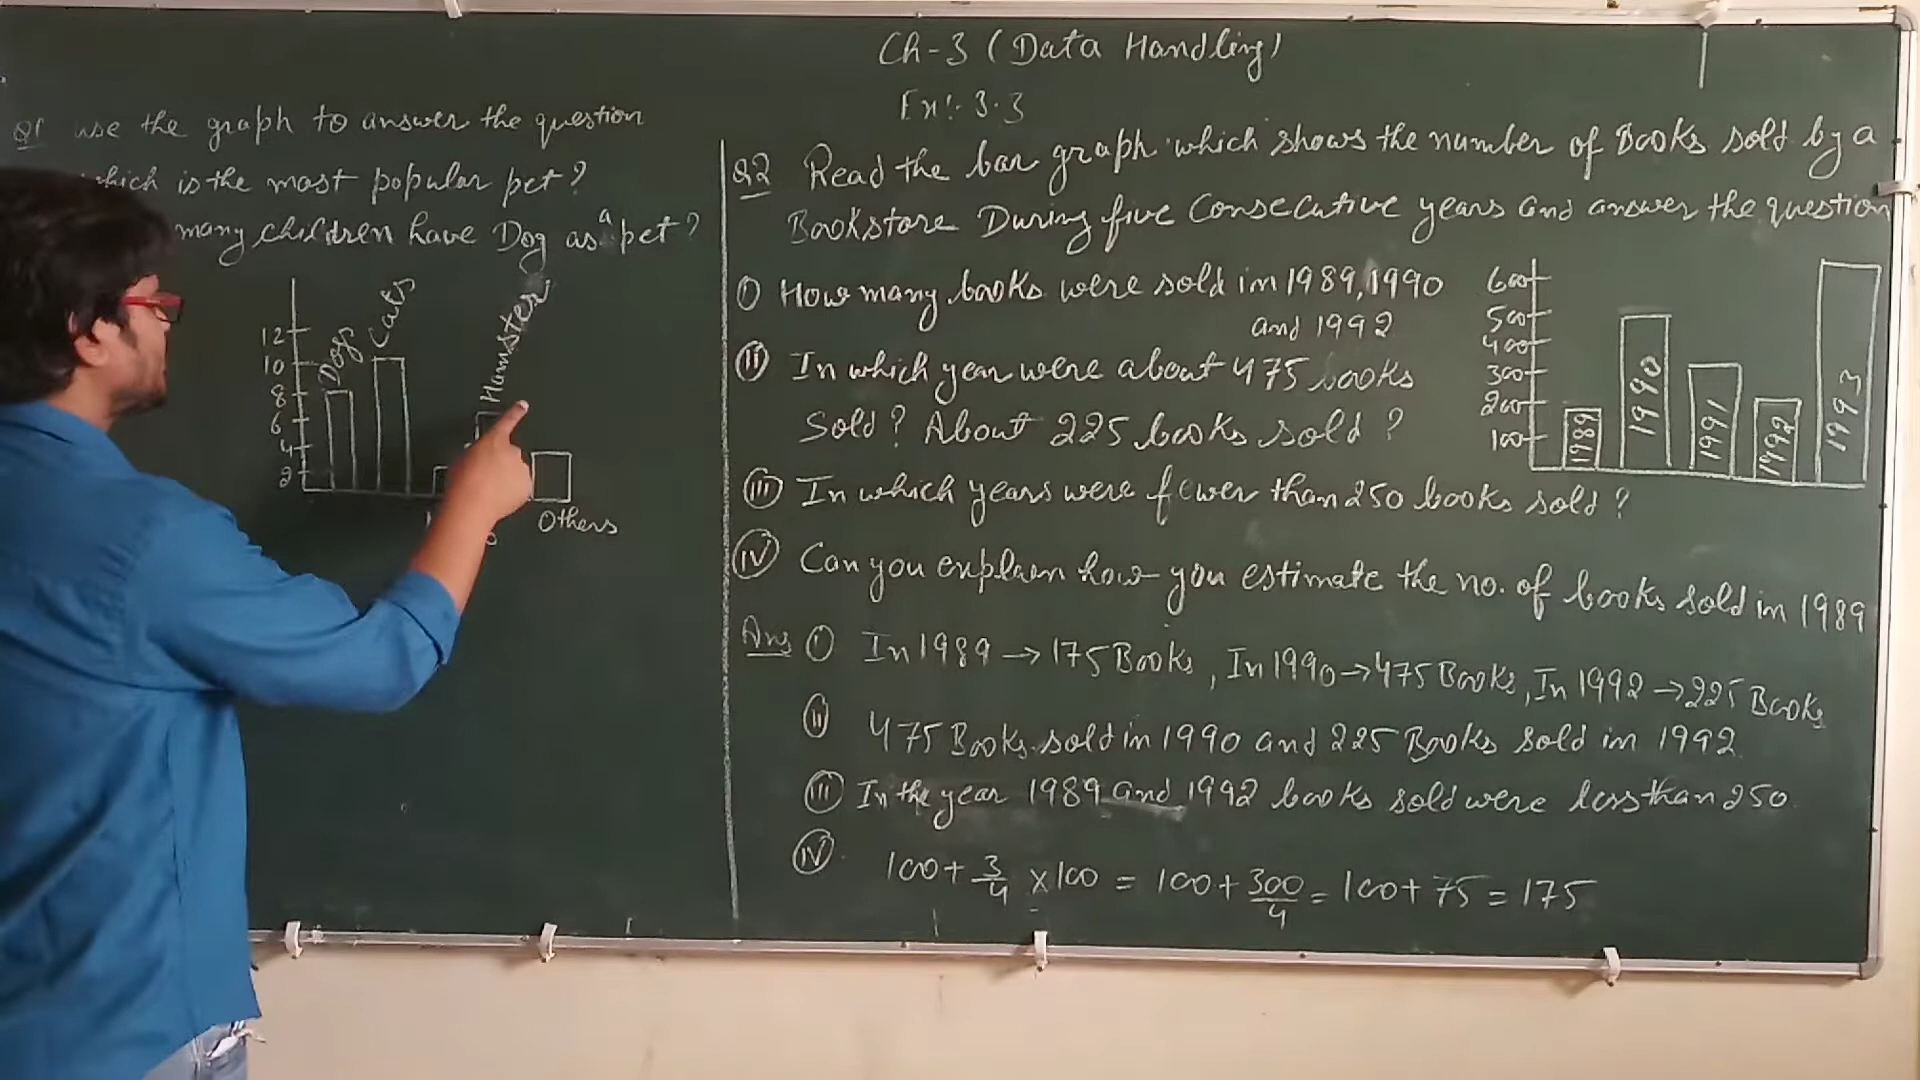 Ch-3 (Data Handling)
Ex:- 3.3
Q1 use the graph to answer the question
which is the most popular pet?
many children have Dog as a pet?
12
10
8
6
4
2
Dogs
Cats
Hamster
Others
Q2 Read the bar graph which shows the number of Books sold by a
Bookstore During five Consecutive years and answer the question
(i) How many books were sold in 1989, 1990
and 1992
(ii) In which year were about 475 books
Sold? About 225 books sold?
(iii) In which years were fewer than 250 books sold?
(iv) Can you explaen how you estimate the no. of books sold in 1989
600
500
400
300
200
100
1989
1990
1991
1992
1993
Ans (i) In 1989 → 175 Books, In 1990 → 475 Books, In 1992 → 225 Books
(ii) 475 Books sold in 1990 and 225 Books sold in 1992
(iii) In the year 1989 and 1992 books sold were less than 250.
(iv) 100 + 3/4 × 100 = 100 + 300/4 = 100 + 75 = 175